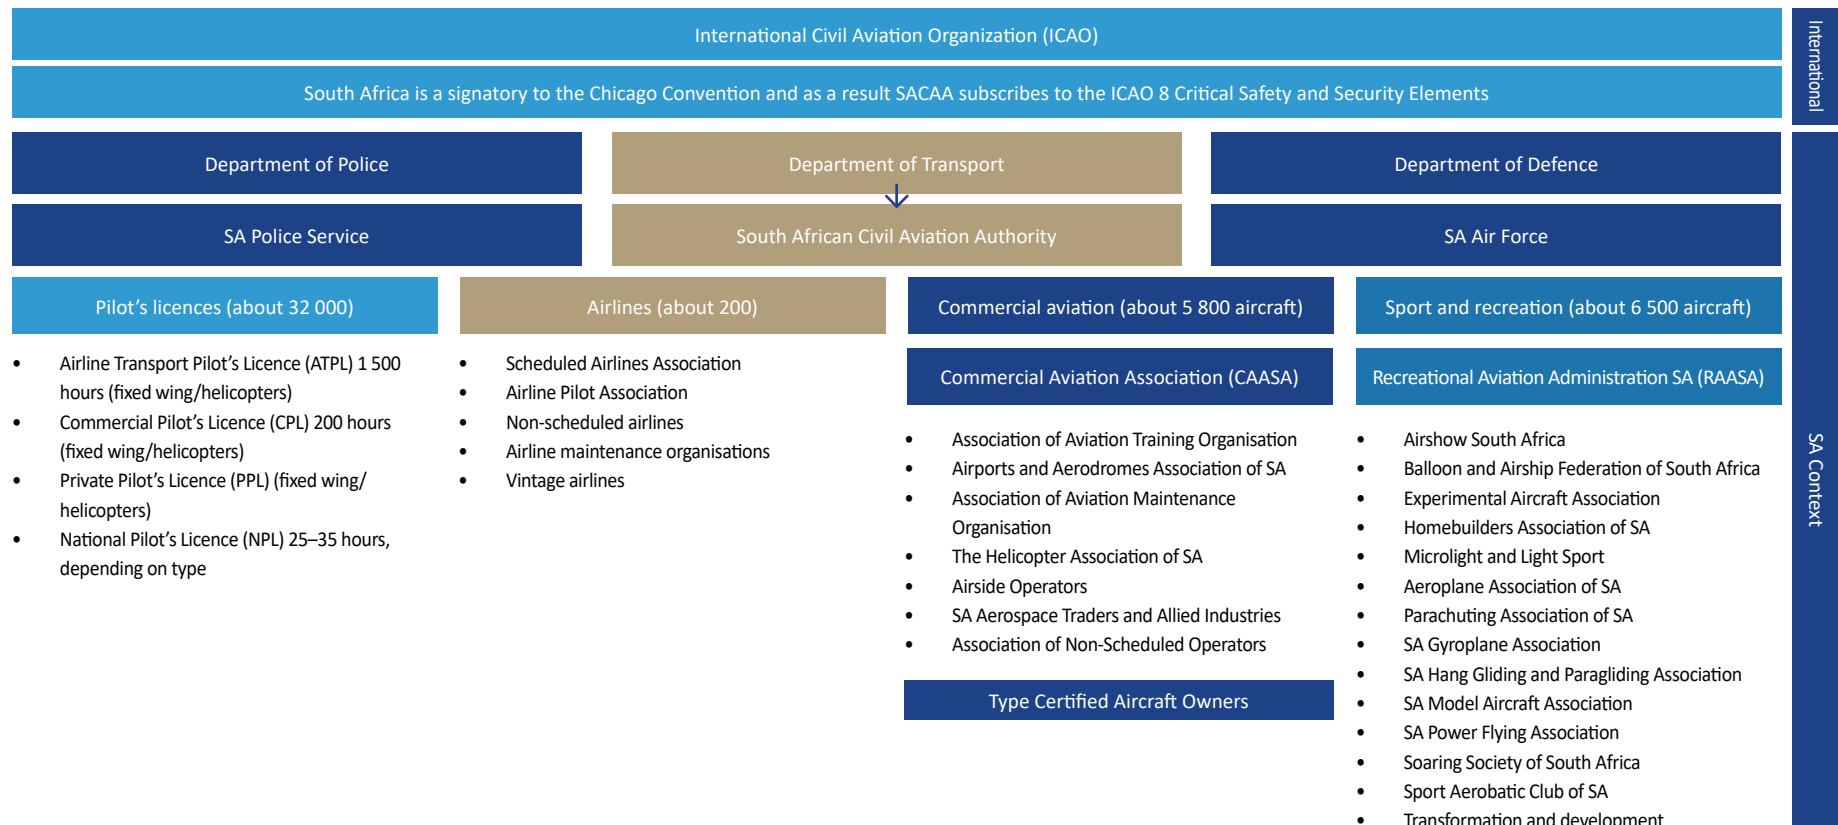 International Civil Aviation Organization (ICAO)
South Africa is a signatory to the Chicago Convention and as a result SACAA subscribes to the ICAO 8 Critical Safety and Security Elements
International
Department of Police
Department of Transport
Department of Defence
SA Police Service
South African Civil Aviation Authority
SA Air Force
SA Context
Pilot’s licences (about 32 000)
• Airline Transport Pilot’s Licence (ATPL) 1 500
hours (fixed wing/helicopters)
• Commercial Pilot’s Licence (CPL) 200 hours
(fixed wing/helicopters)
• Private Pilot’s Licence (PPL) (fixed wing/
helicopters)
• National Pilot’s Licence (NPL) 25–35 hours,
depending on type
Airlines (about 200)
• Scheduled Airlines Association
• Airline Pilot Association
• Non-scheduled airlines
• Airline maintenance organisations
• Vintage airlines
Commercial aviation (about 5 800 aircraft)
Commercial Aviation Association (CAASA)
• Association of Aviation Training Organisation
• Airports and Aerodromes Association of SA
• Association of Aviation Maintenance
Organisation
• The Helicopter Association of SA
• Airside Operators
• SA Aerospace Traders and Allied Industries
• Association of Non-Scheduled Operators
Type Certified Aircraft Owners
Sport and recreation (about 6 500 aircraft)
Recreational Aviation Administration SA (RAASA)
• Airshow South Africa
• Balloon and Airship Federation of South Africa
• Experimental Aircraft Association
• Homebuilders Association of SA
• Microlight and Light Sport
• Aeroplane Association of SA
• Parachuting Association of SA
• SA Gyroplane Association
• SA Hang Gliding and Paragliding Association
• SA Model Aircraft Association
• SA Power Flying Association
• Soaring Society of South Africa
• Sport Aerobatic Club of SA
• Transformation and development